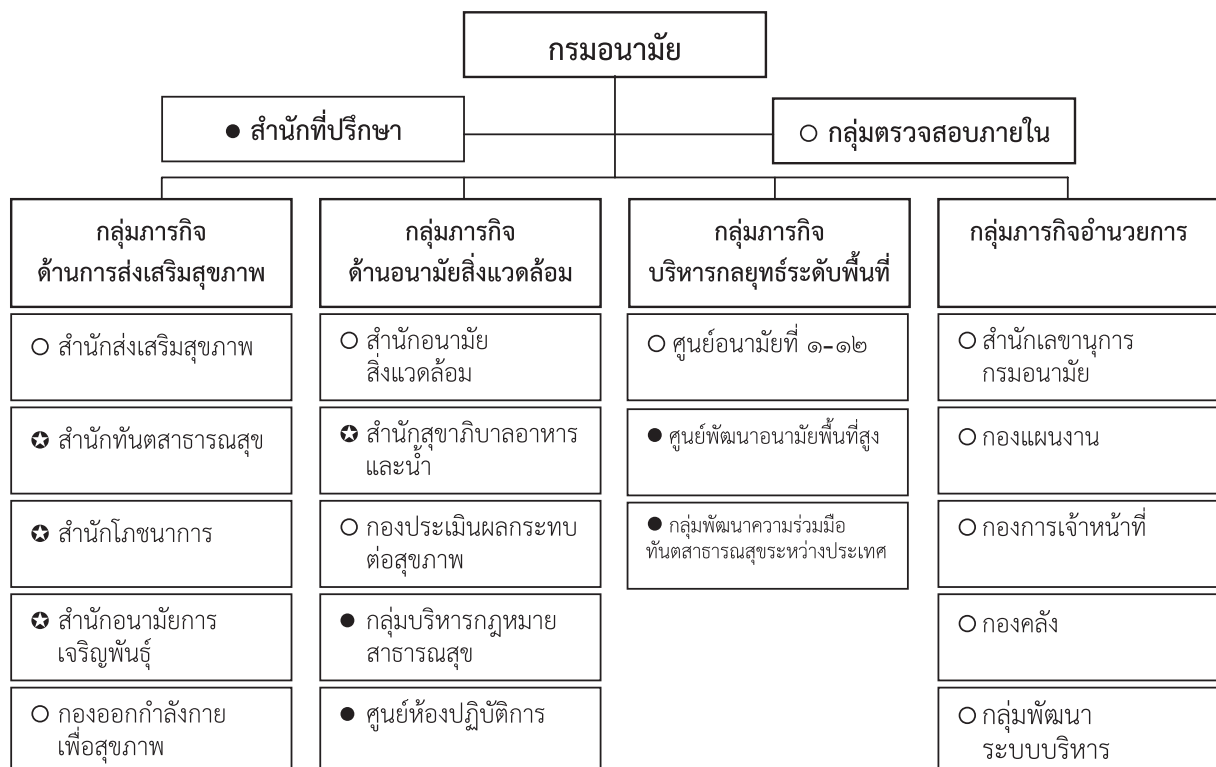 กรมอนามัย
● สำนักที่ปรึกษา
○ กลุ่มตรวจสอบภายใน
กลุ่มภารกิจ
ด้านการส่งเสริมสุขภาพ
○ สำนักส่งเสริมสุขภาพ
✪ สำนักทันตสาธารณสุข
✪ สำนักโภชนาการ
✪ สำนักอนามัยการ
เจริญพันธุ์
○ กองออกกำลังกาย
เพื่อสุขภาพ
กลุ่มภารกิจ
ด้านอนามัยสิ่งแวดล้อม
○ สำนักอนามัย
สิ่งแวดล้อม
✪ สำนักสุขาภิบาลอาหาร
และน้ำ
○ กองประเมินผลกระทบ
ต่อสุขภาพ
● กลุ่มบริหารกฎหมาย
สาธารณสุข
● ศูนย์ห้องปฏิบัติการ
กลุ่มภารกิจ
บริหารกลยุทธ์ระดับพื้นที่
○ ศูนย์อนามัยที่ ๑-๑๒
● ศูนย์พัฒนาอนามัยพื้นที่สูง
● กลุ่มพัฒนาความร่วมมือ
ทันตสาธารณสุขระหว่างประเทศ
กลุ่มภารกิจอำนวยการ
○ สำนักเลขานุการ
กรมอนามัย
○ กองแผนงาน
○ กองการเจ้าหน้าที่
○ กองคลัง
○ กลุ่มพัฒนา
ระบบบริหาร